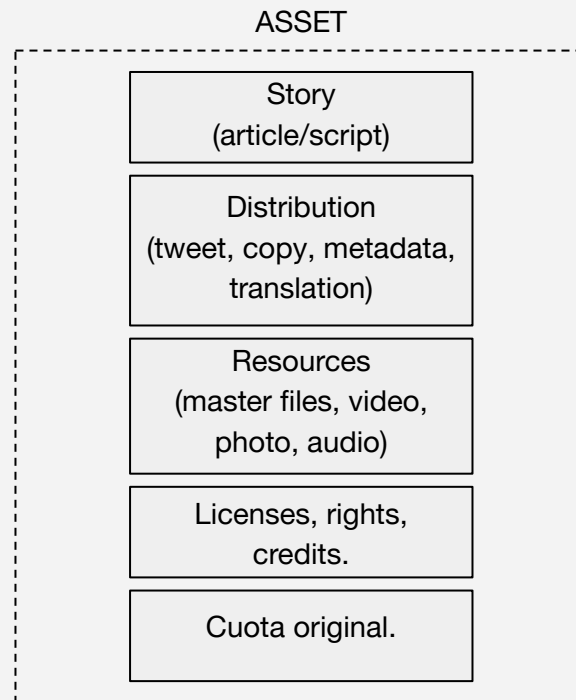 ASSET
Story
(article/script)
Distribution
(tweet, copy, metadata,
translation)
Resources
(master files, video,
photo, audio)
Licenses, rights,
credits.
Cuota original.